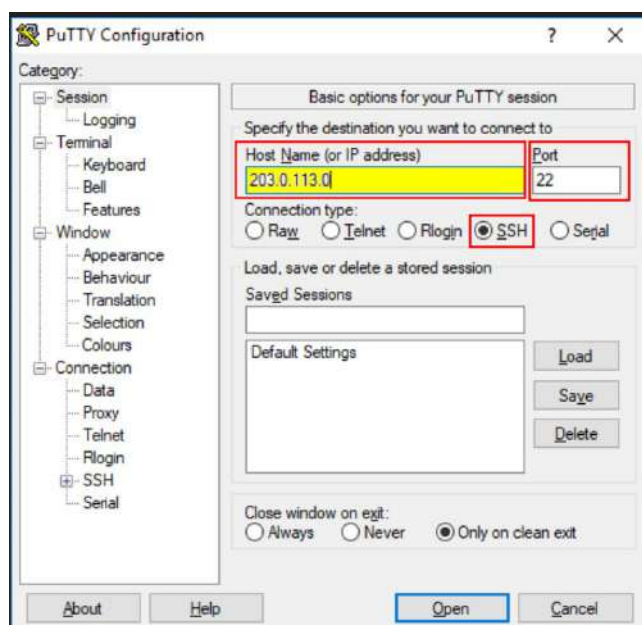 PuTTY Configuration
?
Category:
Session
Logging
Terminal
Keyboard
Bell
Features
Window
Appearance
Behaviour
Translation
Selection
Colours
Connection
Data
Proxy
Telnet
Rlogin
SSH
Serial
Basic options for your PuTTY session
Specify the destination you want to connect to
Host Name (or IP address) Port
203.0.113.0 22
Connection type:
Raw Telnet Rlogin SSH Serial
Load, save or delete a stored session
Saved Sessions
Default Settings
Load
Save
Delete
Close window on exit:
Always Never Only on clean exit
About Help Open Cancel